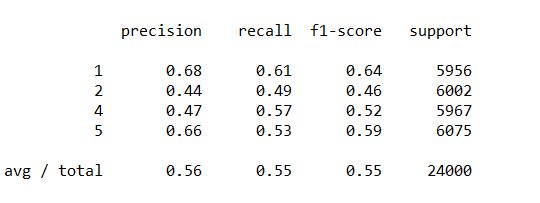 precision recall f1-score support
1 0.68 0.61 0.64 5956
2 0.44 0.49 0.46 6002
4 0.47 0.57 0.52 5967
5 0.66 0.53 0.59 6075
avg / total 0.56 0.55 0.55 24000